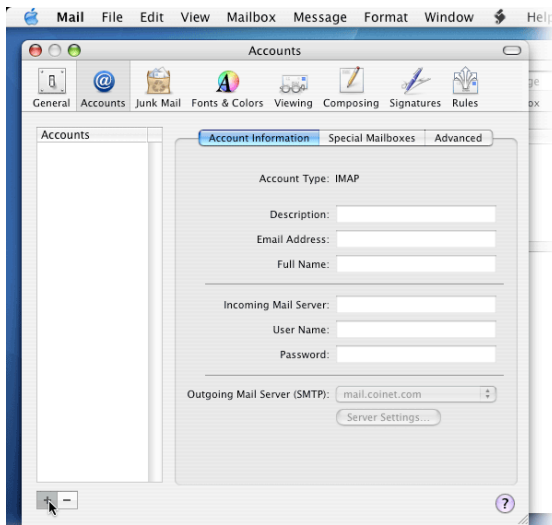 Mail File Edit View Mailbox Message Format Window Help
Accounts
General Accounts Junk Mail Fonts & Colors Viewing Composing Signatures Rules
Accounts
Account Information Special Mailboxes Advanced
Account Type: IMAP
Description:
Email Address:
Full Name:
Incoming Mail Server:
User Name:
Password:
Outgoing Mail Server (SMTP): mail.coinet.com
Server Settings...
+ −
?